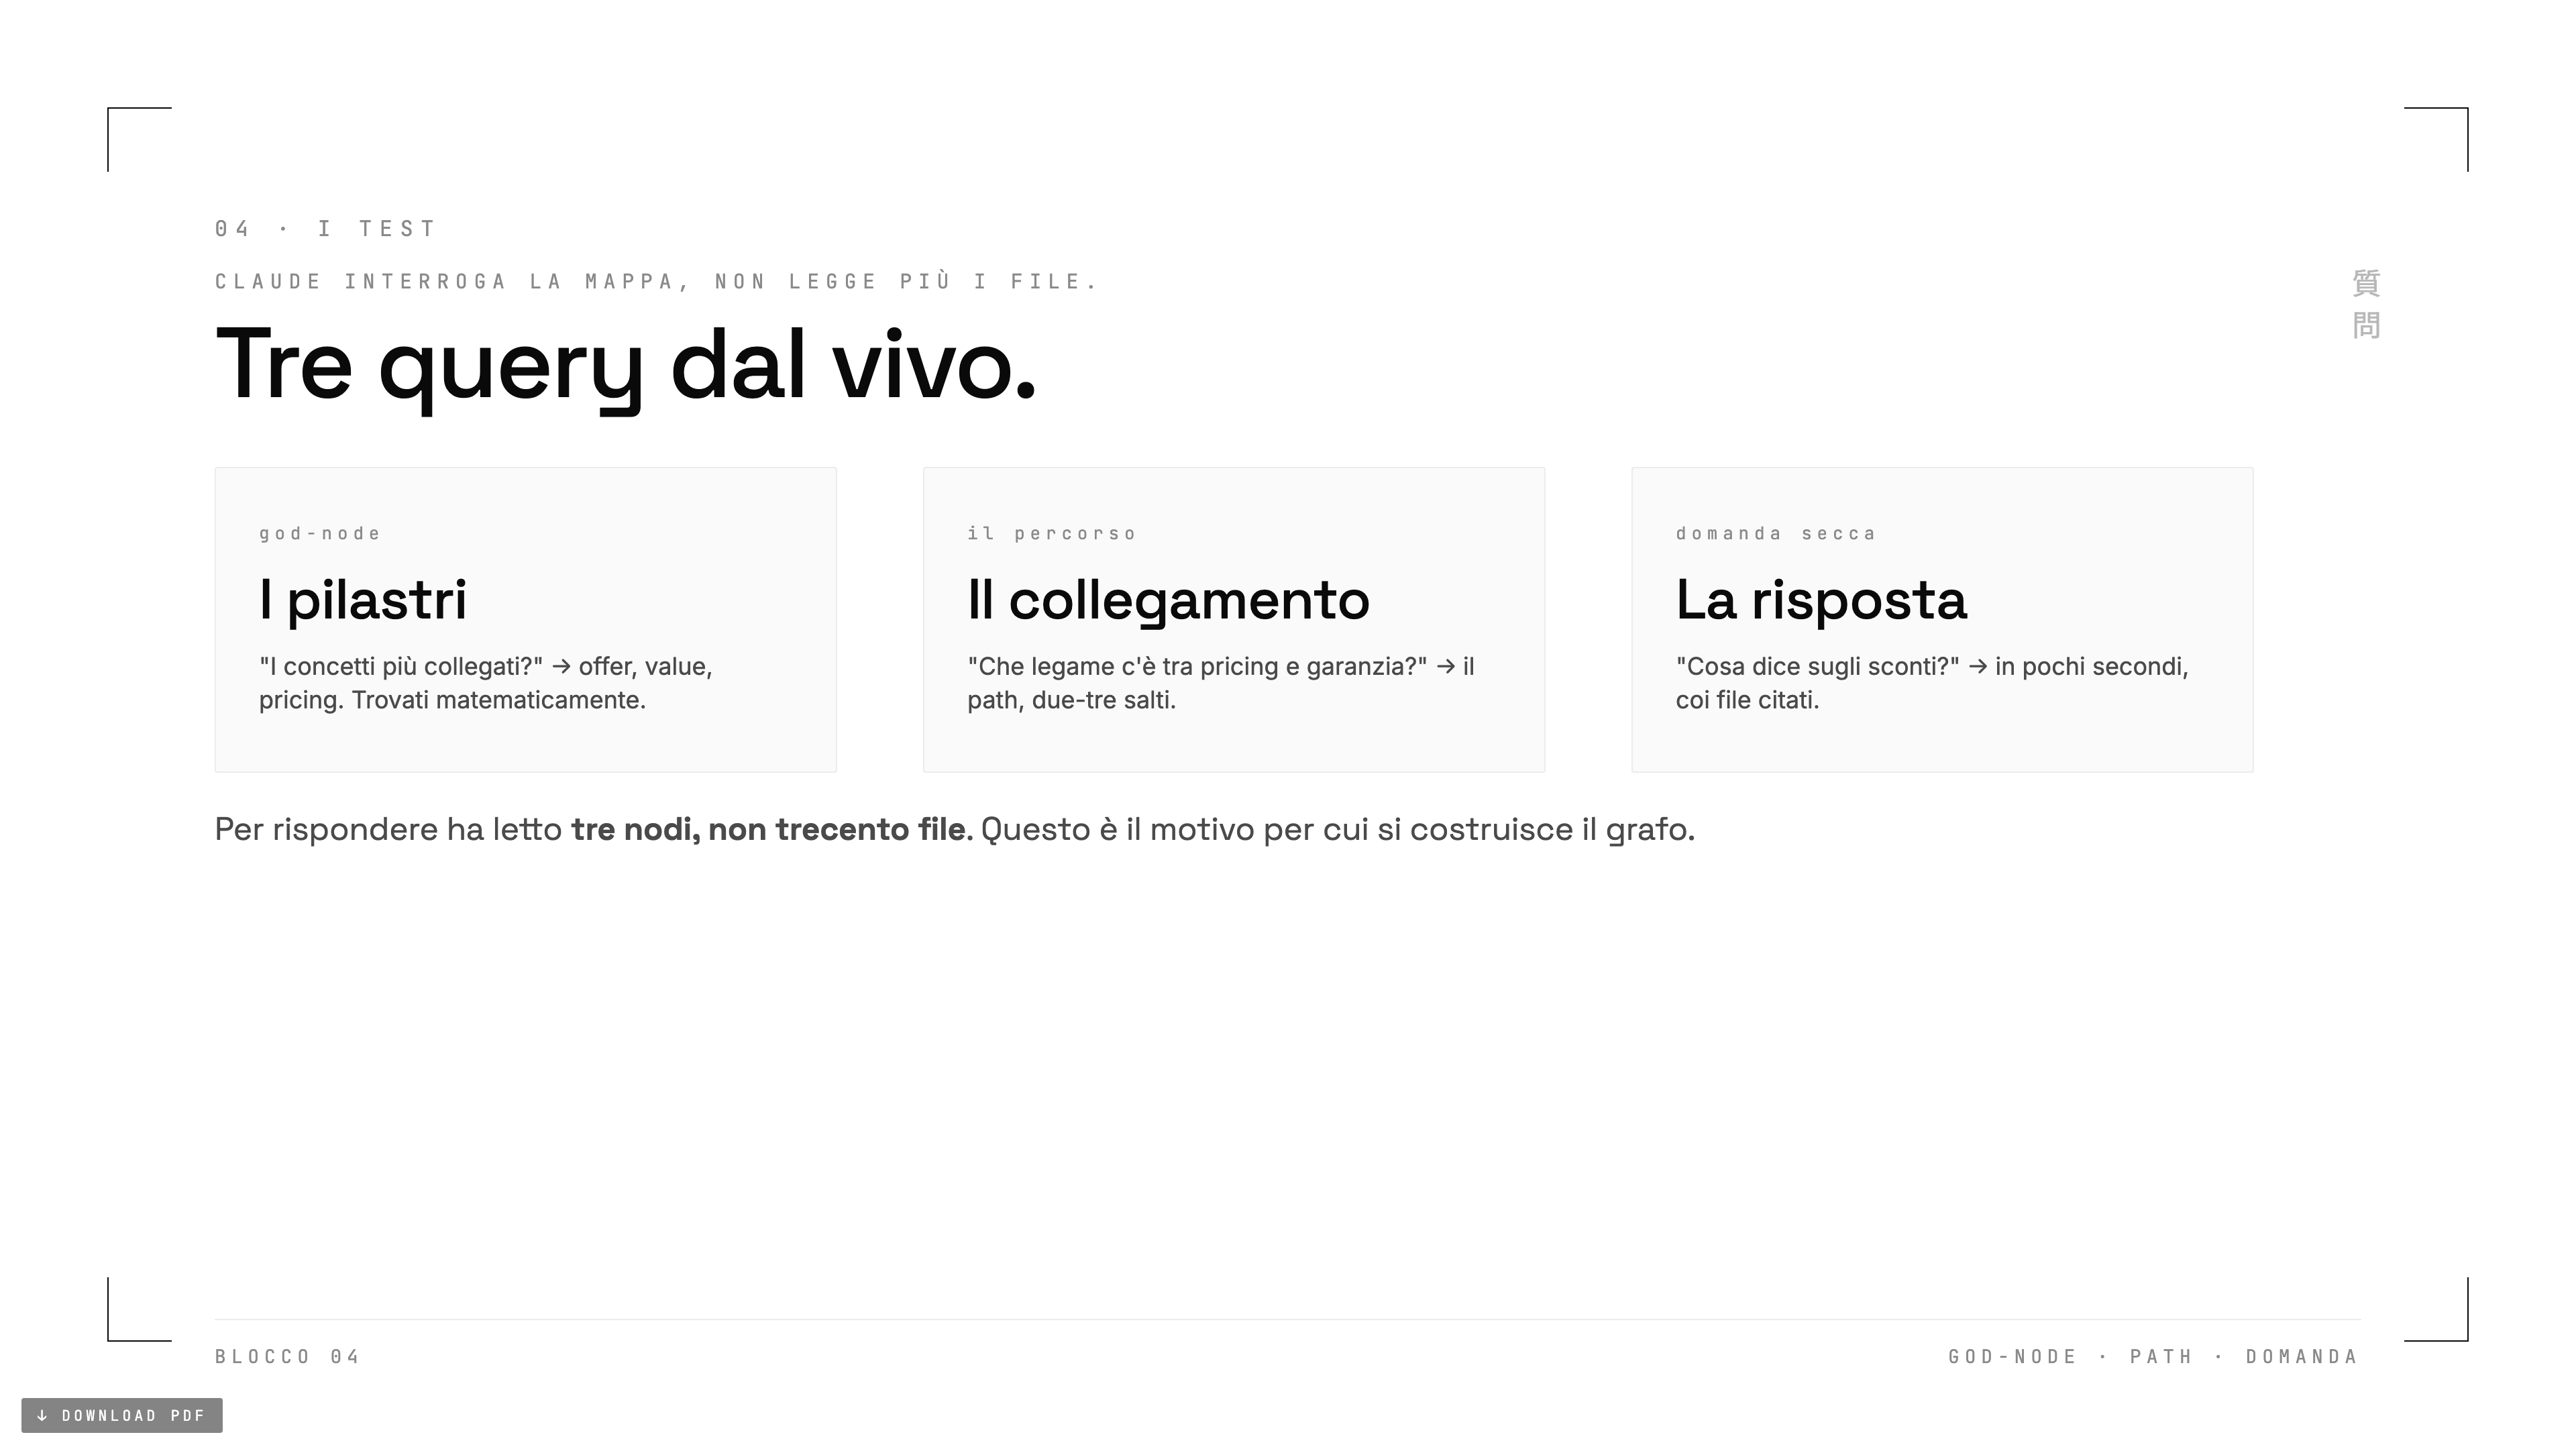 04 · I TEST
CLAUDE INTERROGA LA MAPPA, NON LEGGE PIÙ I FILE.
質
問
Tre query dal vivo.
god-node
I pilastri
"I concetti più collegati?" → offer, value,
pricing. Trovati matematicamente.
il percorso
Il collegamento
"Che legame c'è tra pricing e garanzia?" → il
path, due-tre salti.
domanda secca
La risposta
"Cosa dice sugli sconti?" → in pochi secondi,
coi file citati.
Per rispondere ha letto tre nodi, non trecento file. Questo è il motivo per cui si costruisce il grafo.
BLOCCO 04
GOD-NODE · PATH · DOMANDA
↓ DOWNLOAD PDF